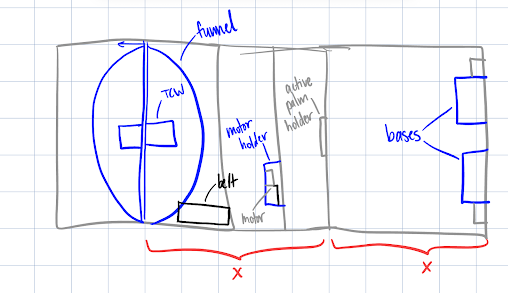 funnel
TCW
active
palm
holder
motor
holder
bases
belt
motor
x
x